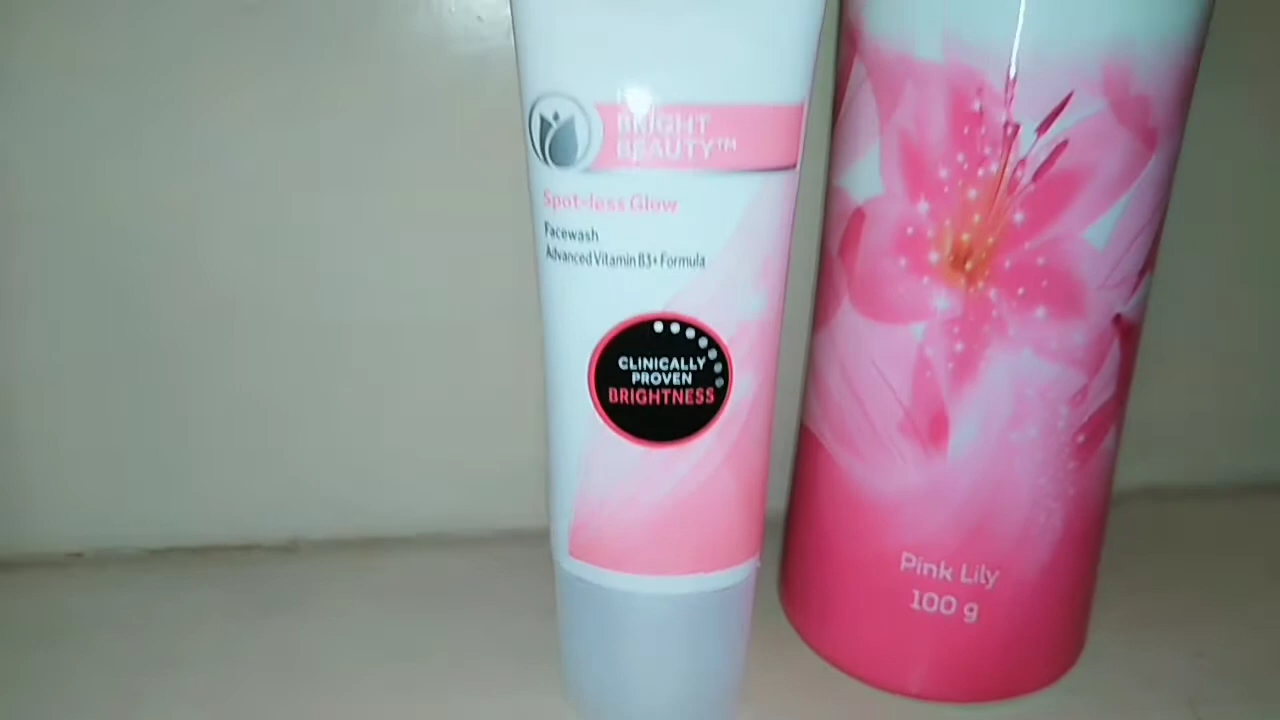 BRIGHT
BEAUTY™
Spot-less Glow
Facewash
Advanced Vitamin B3+ Formula
CLINICALLY
PROVEN
BRIGHTNESS
Pink Lily
100 g